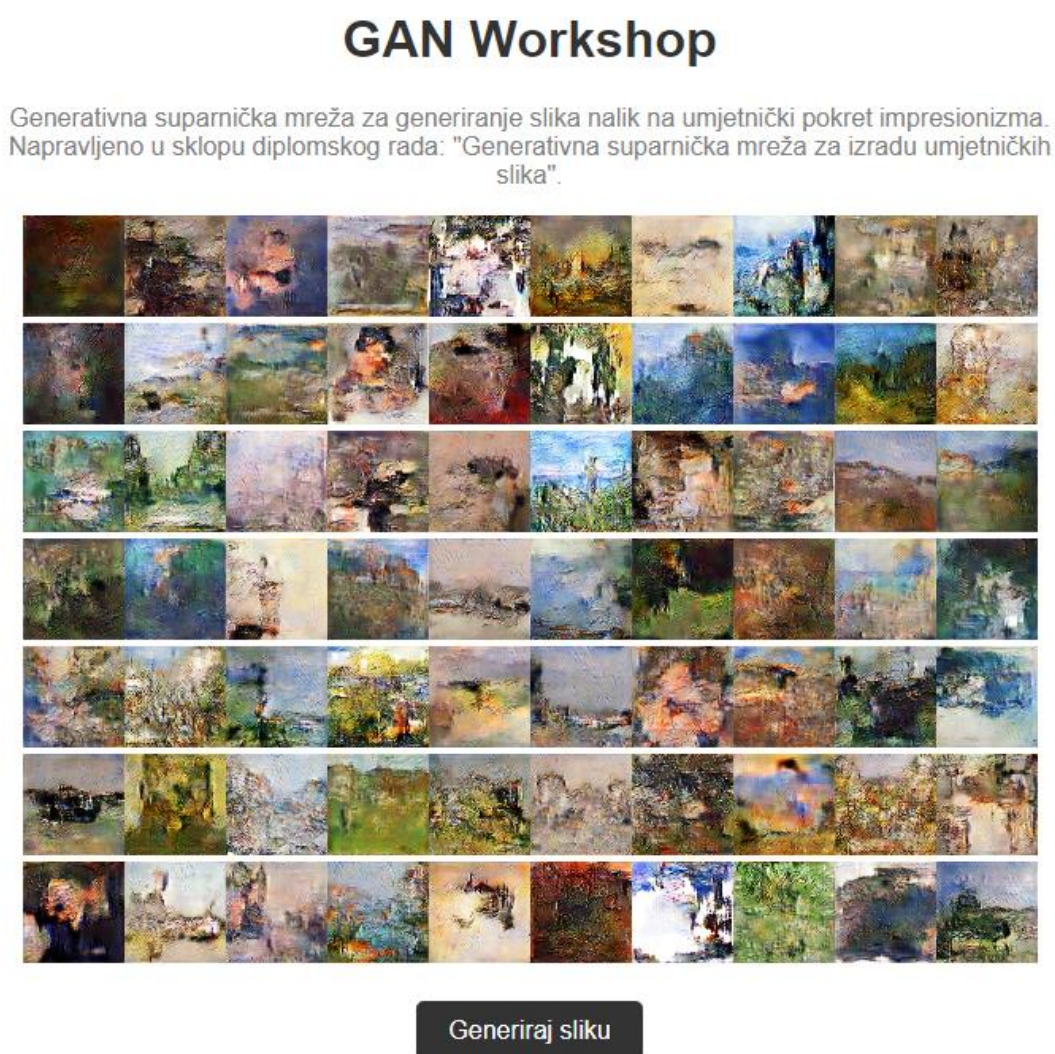 GAN Workshop
Generativna suparnička mreža za generiranje slika nalik na umjetnički pokret impresionizma.
Napravljeno u sklopu diplomskog rada: "Generativna suparnička mreža za izradu umjetničkih
slika".
Generiraj sliku